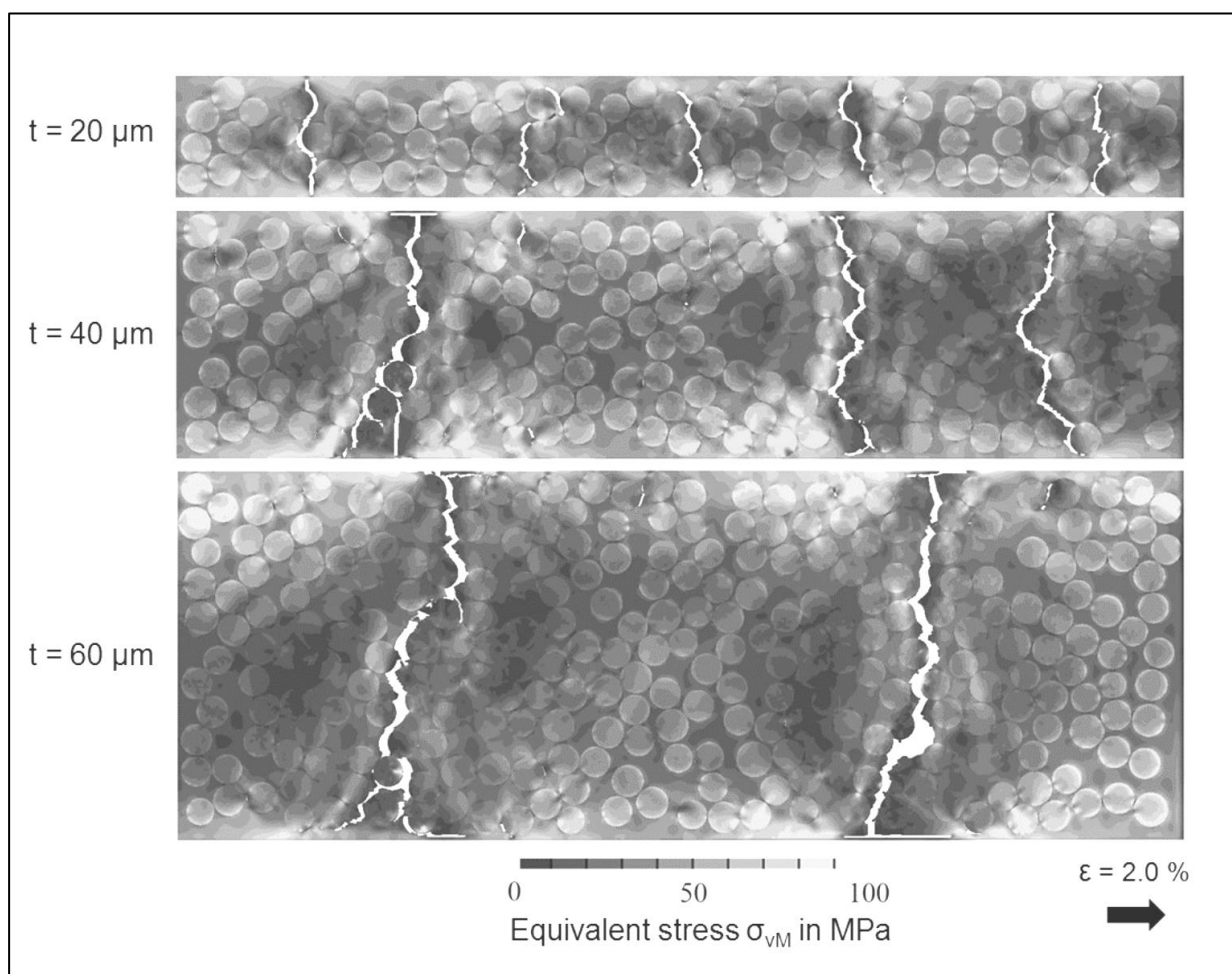 t = 20 μm
t = 40 μm
t = 60 μm
0 50 100
Equivalent stress σvM in MPa
ε = 2.0 %